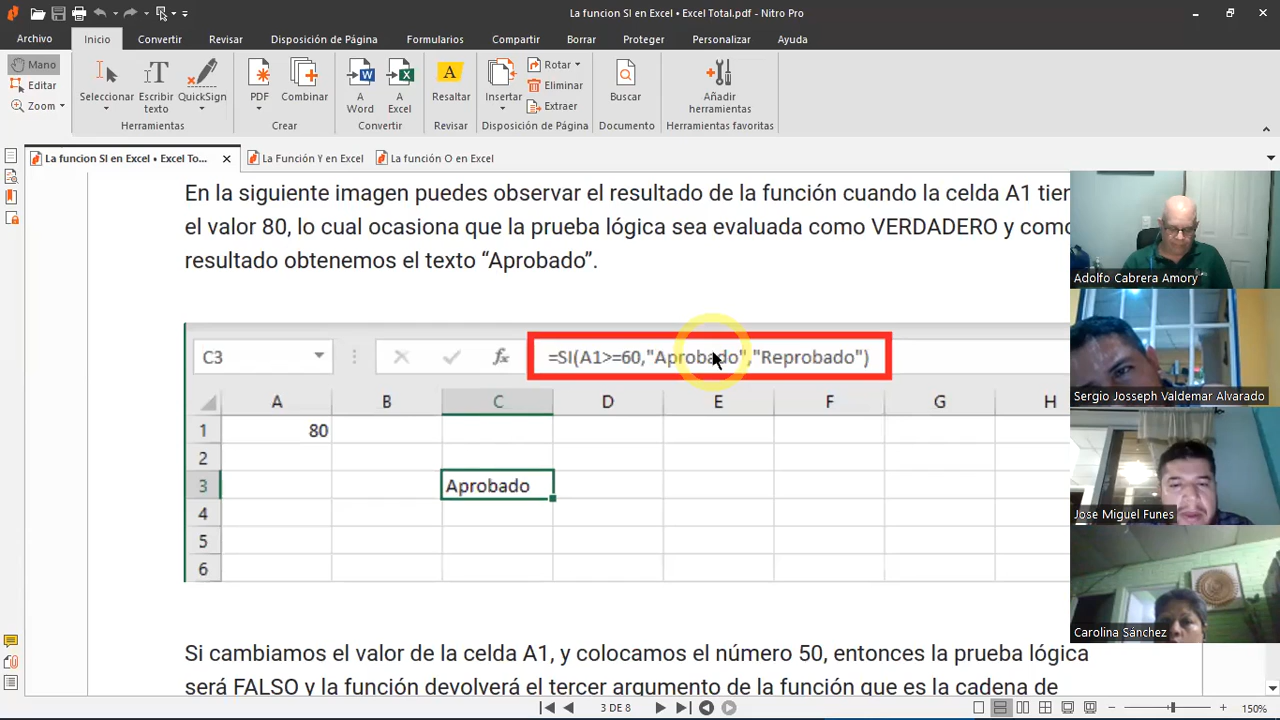 La funcion SI en Excel • Excel Total.pdf - Nitro Pro
Archivo Inicio Convertir Revisar Disposición de Página Formularios Compartir Borrar Proteger Personalizar Ayuda
Mano
Editar
Zoom
Seleccionar
Escribir texto
QuickSign
Herramientas
PDF
Combinar
Crear
A Word
A Excel
Convertir
Resaltar
Revisar
Insertar
Rotar
Eliminar
Extraer
Disposición de Página
Buscar
Documento
Añadir herramientas
Herramientas favoritas
La funcion SI en Excel • Excel To... La Función Y en Excel La función O en Excel
En la siguiente imagen puedes observar el resultado de la función cuando la celda A1 tien
el valor 80, lo cual ocasiona que la prueba lógica sea evaluada como VERDADERO y como
resultado obtenemos el texto “Aprobado”.
C3 fx =SI(A1>=60,"Aprobado","Reprobado")
A B C D E F G H
1 80
2
3 Aprobado
4
5
6
Si cambiamos el valor de la celda A1, y colocamos el número 50, entonces la prueba lógica
será FALSO y la función devolverá el tercer argumento de la función que es la cadena de
Adolfo Cabrera Amory
Sergio Josseph Valdemar Alvarado
Jose Miguel Funes
Carolina Sánchez
3 DE 8
150%